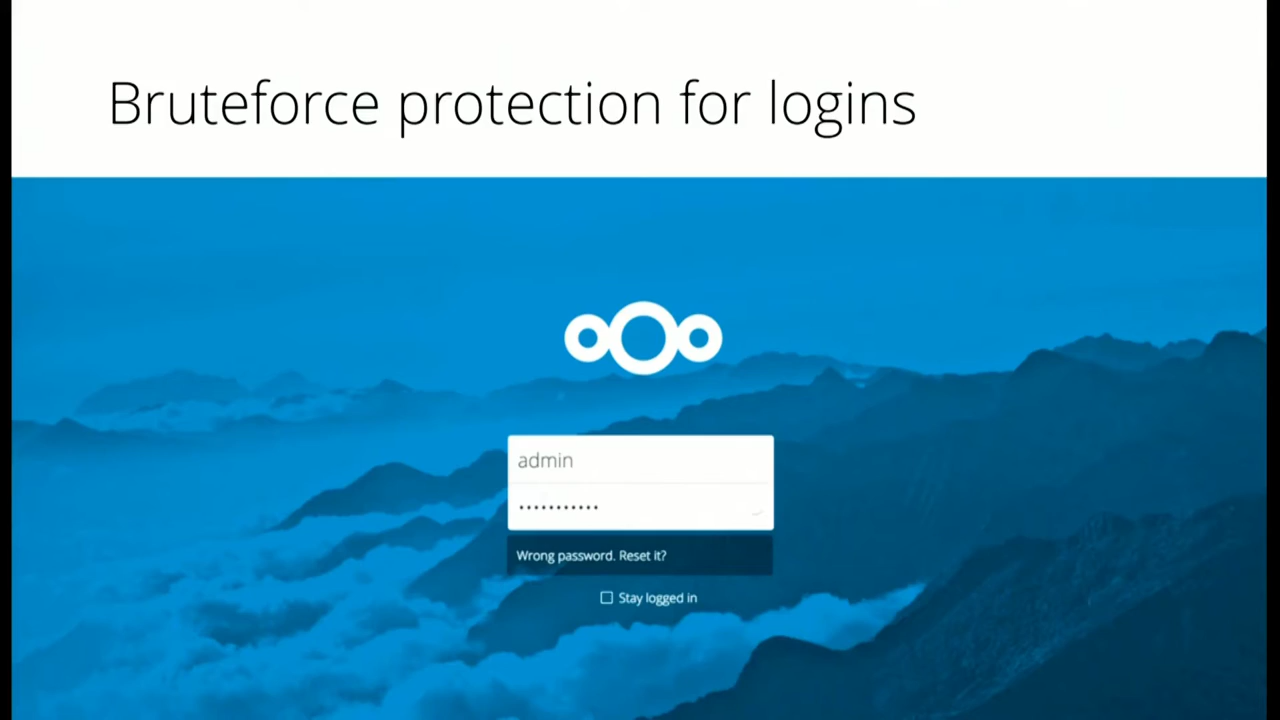 Bruteforce protection for logins
admin
Wrong password. Reset it?
Stay logged in